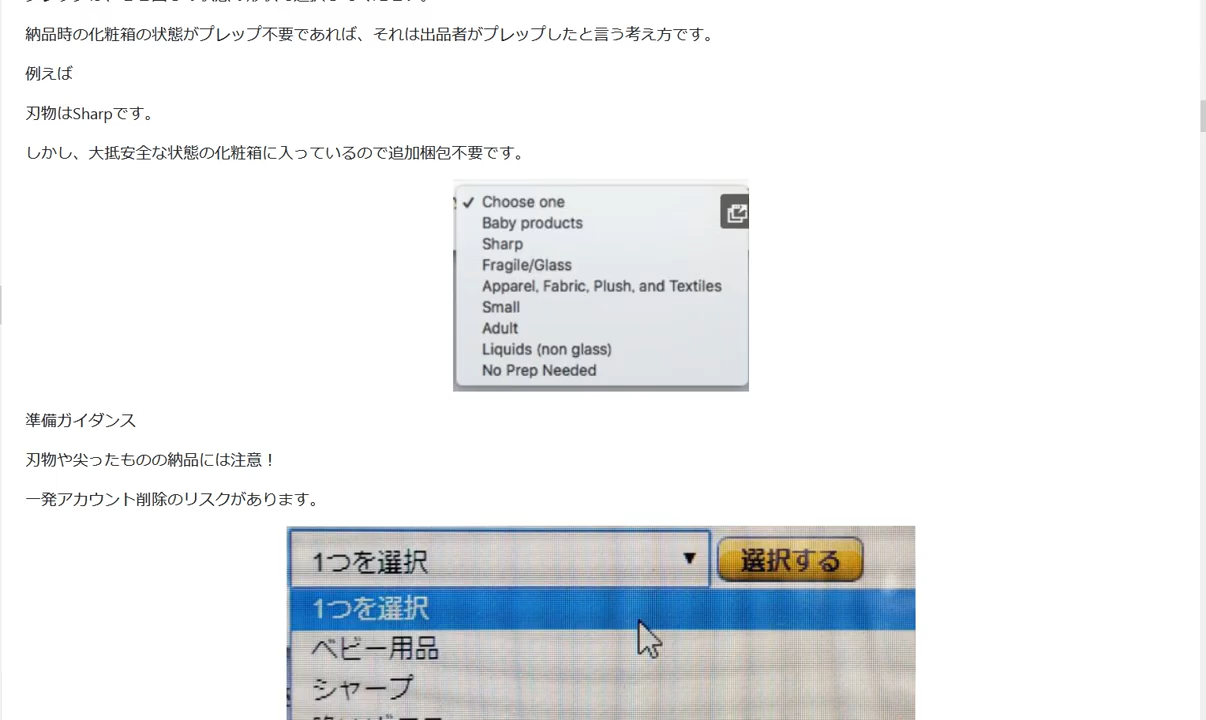 納品時の化粧箱の状態がプレップ不要であれば、それは出品者がプレップしたと言う考え方です。
例えば
刃物はSharpです。
しかし、大抵安全な状態の化粧箱に入っているので追加梱包不要です。
✓ Choose one
Baby products
Sharp
Fragile/Glass
Apparel, Fabric, Plush, and Textiles
Small
Adult
Liquids (non glass)
No Prep Needed
準備ガイダンス
刃物や尖ったものの納品には注意！
一発アカウント削除のリスクがあります。
1つを選択 ▼ 選択する
1つを選択
ベビー用品
シャープ